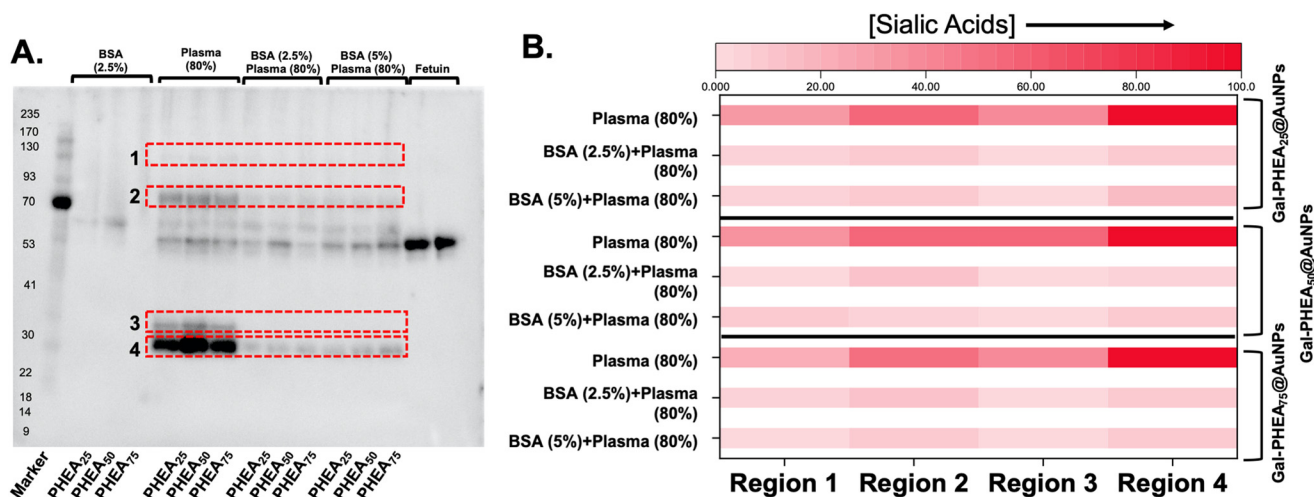 A.
BSA
(2.5%)
Plasma
(80%)
BSA (2.5%)
Plasma (80%)
BSA (5%)
Plasma (80%)
Fetuin
235
170
130
93
70
53
41
30
22
18
14
9
1
2
3
4
Marker
PHEA₂₅
PHEA₅₀
PHEA₇₅
PHEA₂₅
PHEA₅₀
PHEA₇₅
PHEA₂₅
PHEA₅₀
PHEA₇₅
PHEA₂₅
PHEA₅₀
PHEA₇₅
B.
[Sialic Acids]
0.000 20.00 40.00 60.00 80.00 100.0
Plasma (80%)
BSA (2.5%)+Plasma
(80%)
BSA (5%)+Plasma (80%)
Plasma (80%)
BSA (2.5%)+Plasma
(80%)
BSA (5%)+Plasma (80%)
Plasma (80%)
BSA (2.5%)+Plasma
(80%)
BSA (5%)+Plasma (80%)
Gal-PHEA₂₅@AuNPs
Gal-PHEA₅₀@AuNPs
Gal-PHEA₇₅@AuNPs
Region 1 Region 2 Region 3 Region 4